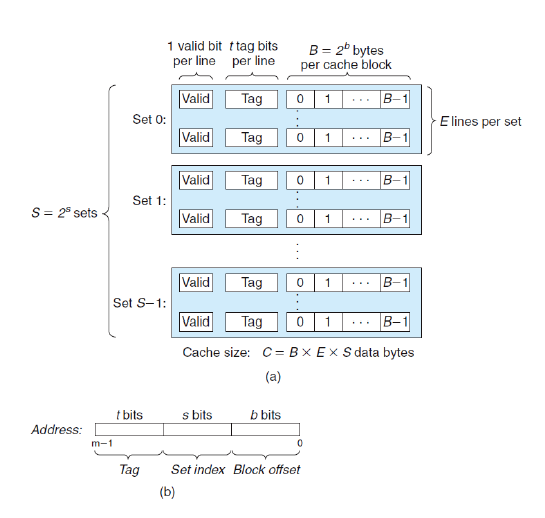 1 valid bit t tag bits B = 2^b bytes
per line per line per cache block
Valid Tag 0 1 · · · B–1
Set 0:
E lines per set
Valid Tag 0 1 · · · B–1
Valid Tag 0 1 · · · B–1
Set 1:
S = 2^s sets
Valid Tag 0 1 · · · B–1
Valid Tag 0 1 · · · B–1
Set S–1:
Valid Tag 0 1 · · · B–1
Cache size: C = B × E × S data bytes
(a)
t bits s bits b bits
Address:
m–1 0
Tag Set index Block offset
(b)